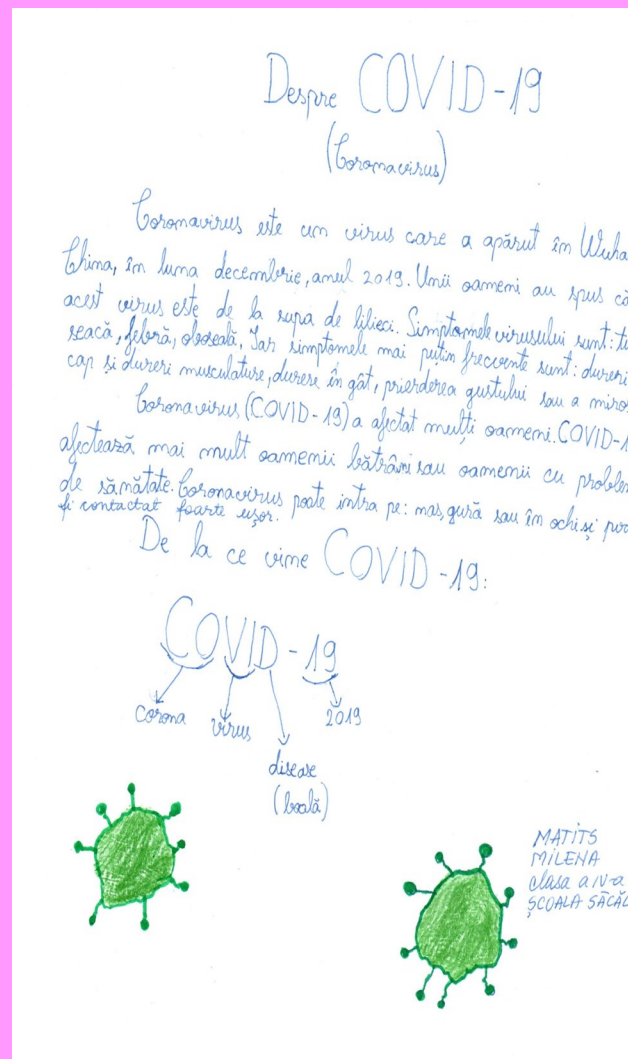 Despre COVID-19
(Coronavirus)
Coronavirus este un virus care a apărut în Wuha
China, în luna decembrie, anul 2019. Unii oameni au spus că
acest virus este de la supa de lilieci. Simptomele virusului sunt: tu
seacă, febră, oboseală. Iar simptomele mai puțin frecvente sunt: dureri
cap și dureri musculature, durere în gât, prierderea gustului sau a miros
Coronavirus (COVID-19) a afectat mulți oameni. COVID-1
afectează mai mult oamenii bătrâni sau oamenii cu problem
de sănătate. Coronavirus poate intra pe: nas, gură sau în ochi și
fi contactat foarte ușor.
De la ce vine COVID-19:
COVID-19
corona virus 2019
disease
(boală)
MATITS
MILENA
clasa a IV-a
ȘCOALA SĂCĂL